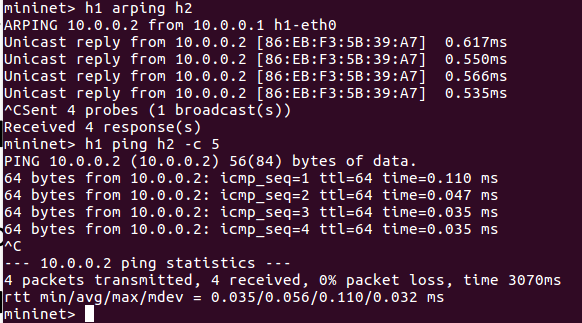 mininet> h1 arping h2
ARPING 10.0.0.2 from 10.0.0.1 h1-eth0
Unicast reply from 10.0.0.2 [86:EB:F3:5B:39:A7]  0.617ms
Unicast reply from 10.0.0.2 [86:EB:F3:5B:39:A7]  0.550ms
Unicast reply from 10.0.0.2 [86:EB:F3:5B:39:A7]  0.566ms
Unicast reply from 10.0.0.2 [86:EB:F3:5B:39:A7]  0.535ms
^CSent 4 probes (1 broadcast(s))
Received 4 response(s)
mininet> h1 ping h2 -c 5
PING 10.0.0.2 (10.0.0.2) 56(84) bytes of data.
64 bytes from 10.0.0.2: icmp_seq=1 ttl=64 time=0.110 ms
64 bytes from 10.0.0.2: icmp_seq=2 ttl=64 time=0.047 ms
64 bytes from 10.0.0.2: icmp_seq=3 ttl=64 time=0.035 ms
64 bytes from 10.0.0.2: icmp_seq=4 ttl=64 time=0.035 ms
^C
--- 10.0.0.2 ping statistics ---
4 packets transmitted, 4 received, 0% packet loss, time 3070ms
rtt min/avg/max/mdev = 0.035/0.056/0.110/0.032 ms
mininet>